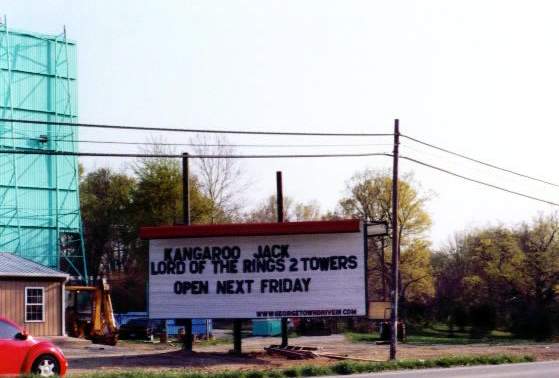 KANGAROO JACK
LORD OF THE RINGS 2 TOWERS
OPEN NEXT FRIDAY
WWW.GEORGETOWNDRIVEIN.COM